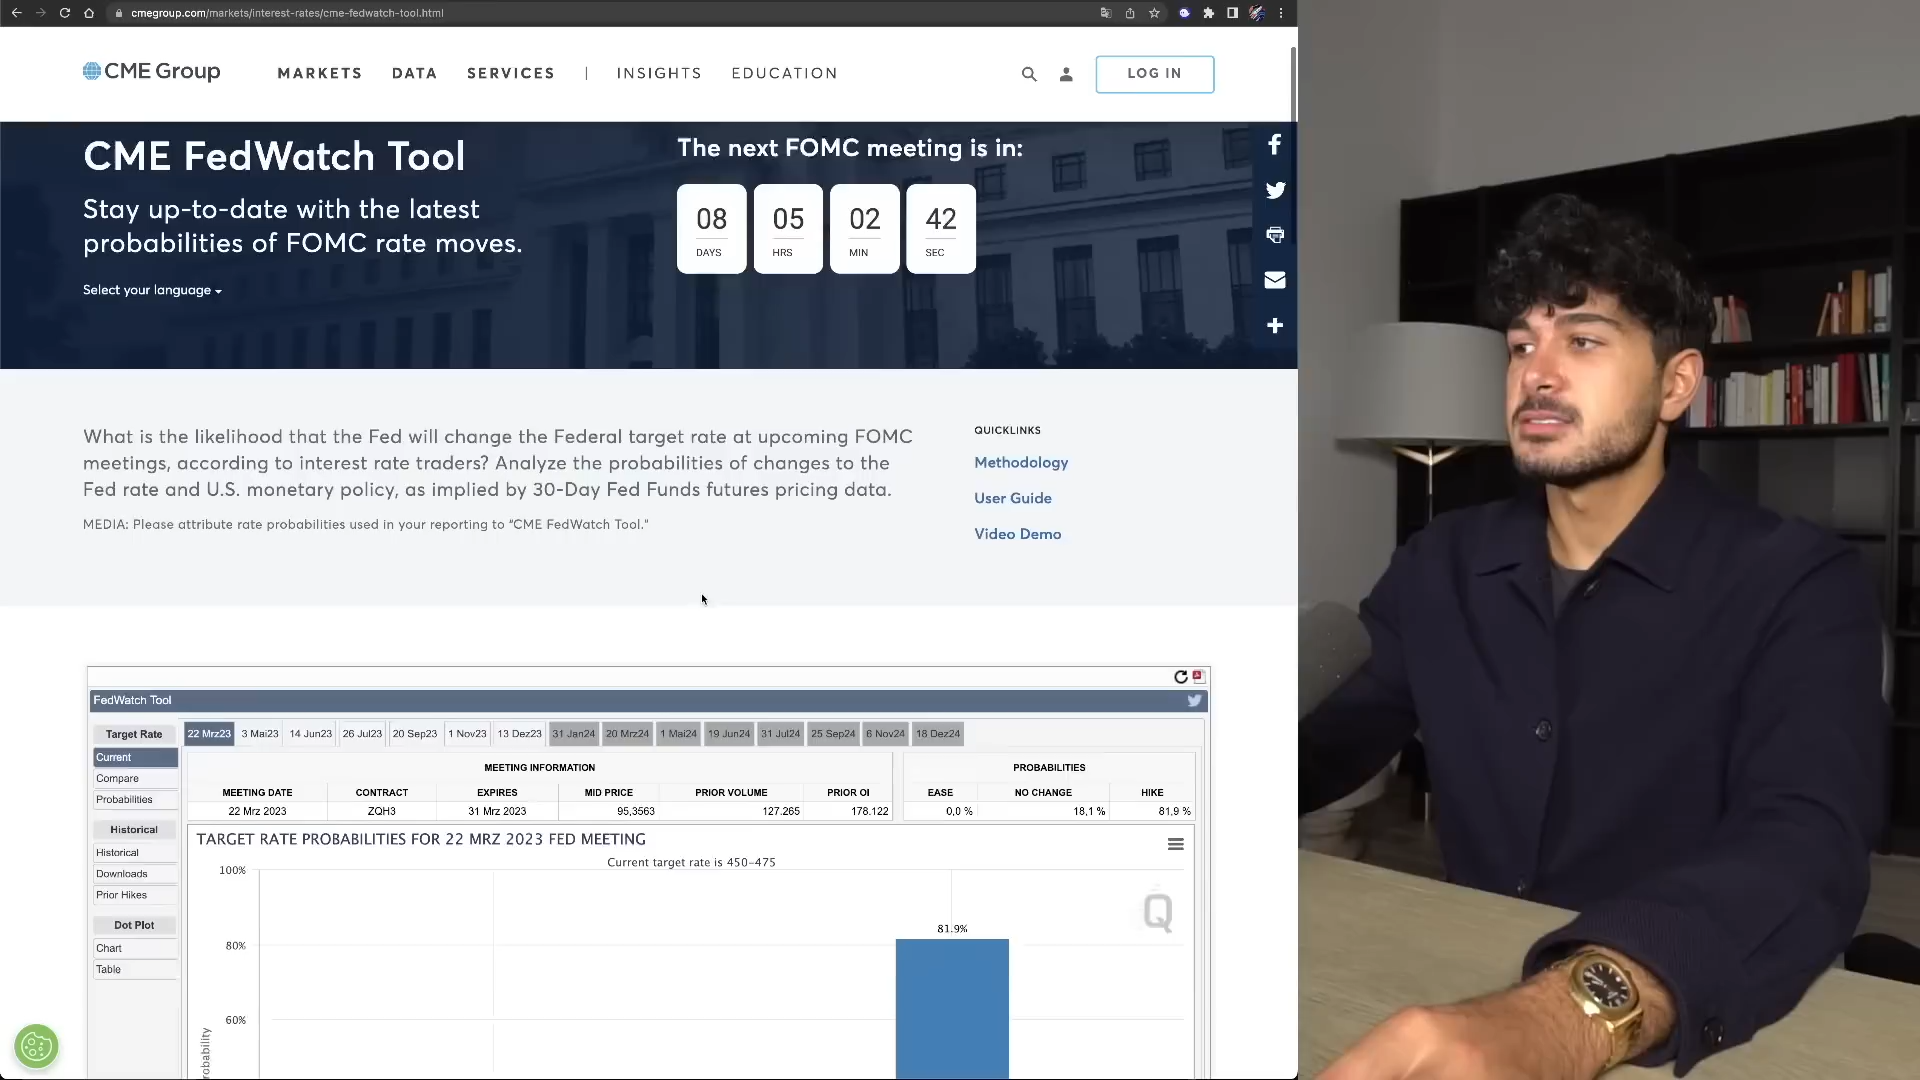 cmegroup.com/markets/interest-rates/cme-fedwatch-tool.html
CME Group
MARKETS DATA SERVICES | INSIGHTS EDUCATION
LOG IN
CME FedWatch Tool
Stay up-to-date with the latest
probabilities of FOMC rate moves.
Select your language
The next FOMC meeting is in:
08 05 02 42
DAYS HRS MIN SEC
What is the likelihood that the Fed will change the Federal target rate at upcoming FOMC
meetings, according to interest rate traders? Analyze the probabilities of changes to the
Fed rate and U.S. monetary policy, as implied by 30-Day Fed Funds futures pricing data.
MEDIA: Please attribute rate probabilities used in your reporting to “CME FedWatch Tool.”
QUICKLINKS
Methodology
User Guide
Video Demo
FedWatch Tool
Target Rate
Current
Compare
Probabilities
Historical
Historical
Downloads
Prior Hikes
Dot Plot
Chart
Table
22 Mrz23 3 Mai23 14 Jun23 26 Jul23 20 Sep23 1 Nov23 13 Dez23 31 Jan24 20 Mrz24 1 Mai24 19 Jun24 31 Jul24 25 Sep24 6 Nov24 18 Dez24
MEETING INFORMATION
MEETING DATE CONTRACT EXPIRES MID PRICE PRIOR VOLUME PRIOR OI
22 Mrz 2023 ZQH3 31 Mrz 2023 95,3563 127.265 178.122
PROBABILITIES
EASE NO CHANGE HIKE
0,0 % 18,1 % 81,9 %
TARGET RATE PROBABILITIES FOR 22 MRZ 2023 FED MEETING
Current target rate is 450-475
100%
Q
81.9%
80%
60%